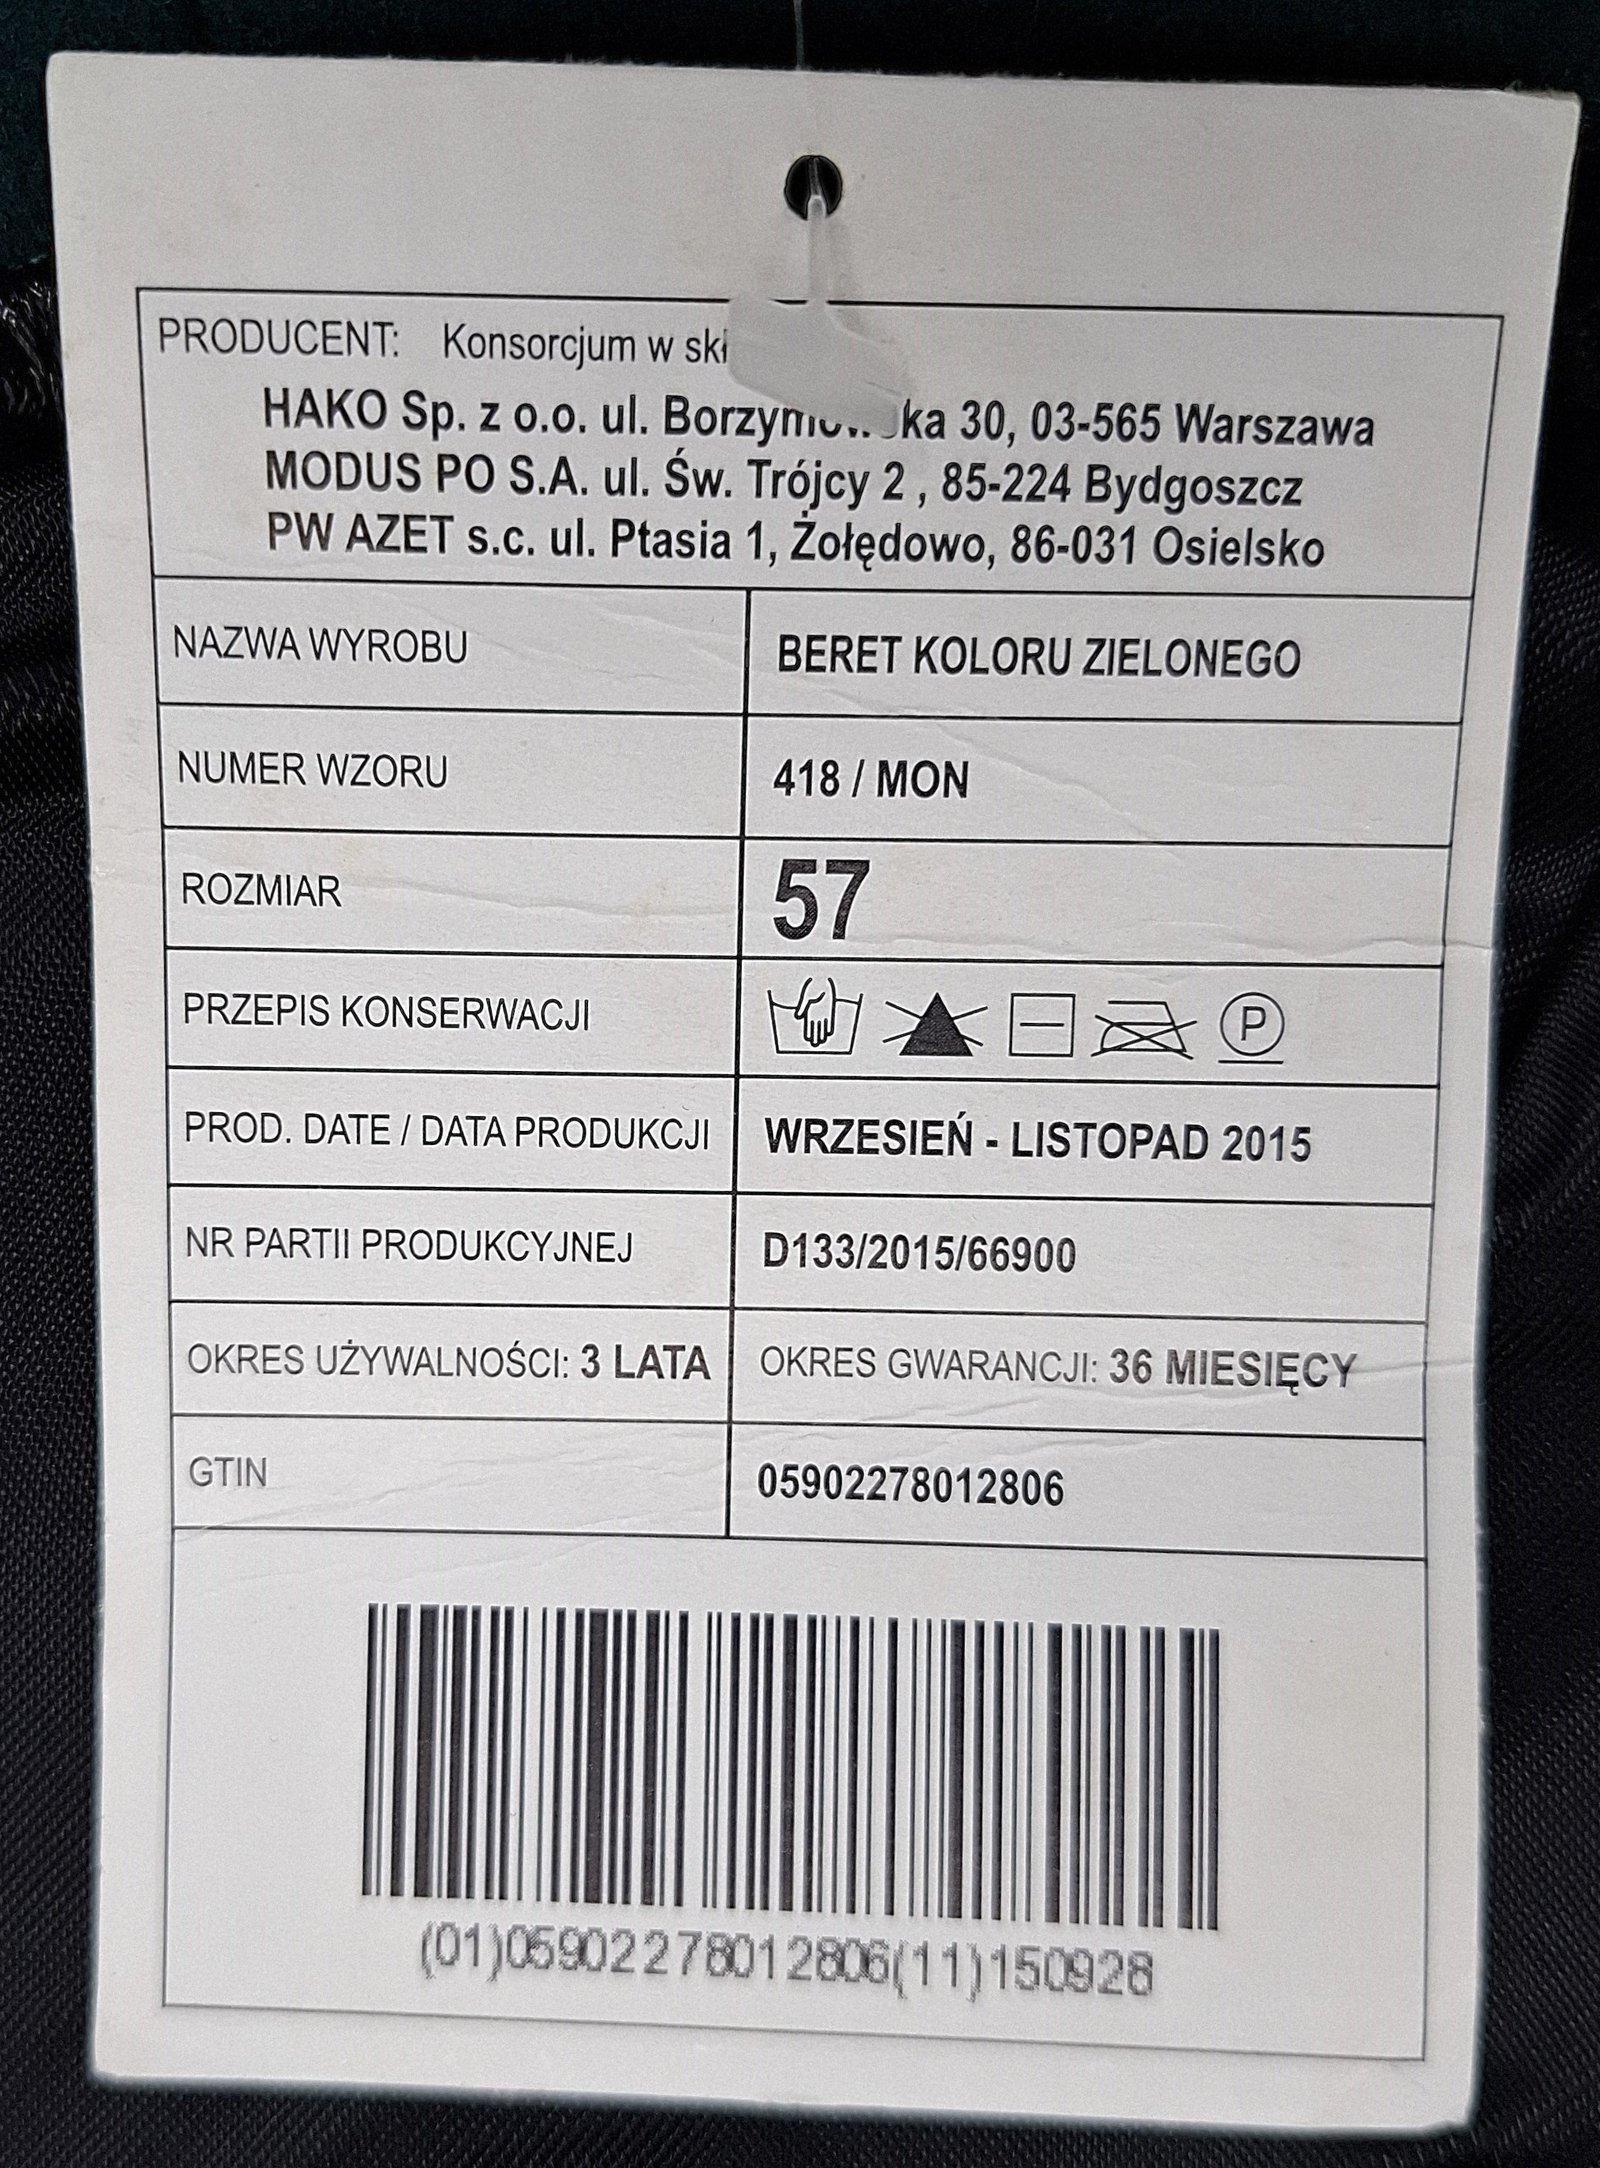 PRODUCENT: Konsorcjum w
HAKO Sp. z o.o. ul. 30, 03-565 Warszawa
MODUS PO S.A. ul. Św. Trójcy 2 , 85-224 Bydgoszcz
PW AZET s.c. ul. Ptasia 1, Żołędowo, 86-031 Osielsko
NAZWA WYROBU BERET KOLORU ZIELONEGO
NUMER WZORU 418 / MON
ROZMIAR 57
PRZEPIS KONSERWACJI P
PROD. DATE / DATA PRODUKCJI WRZESIEŃ - LISTOPAD 2015
NR PARTII PRODUKCYJNEJ D133/2015/66900
OKRES UŻYWALNOŚCI: 3 LATA OKRES GWARANCJI: 36 MIESIĘCY
GTIN 05902278012806
(01)05902278012806(11)150928